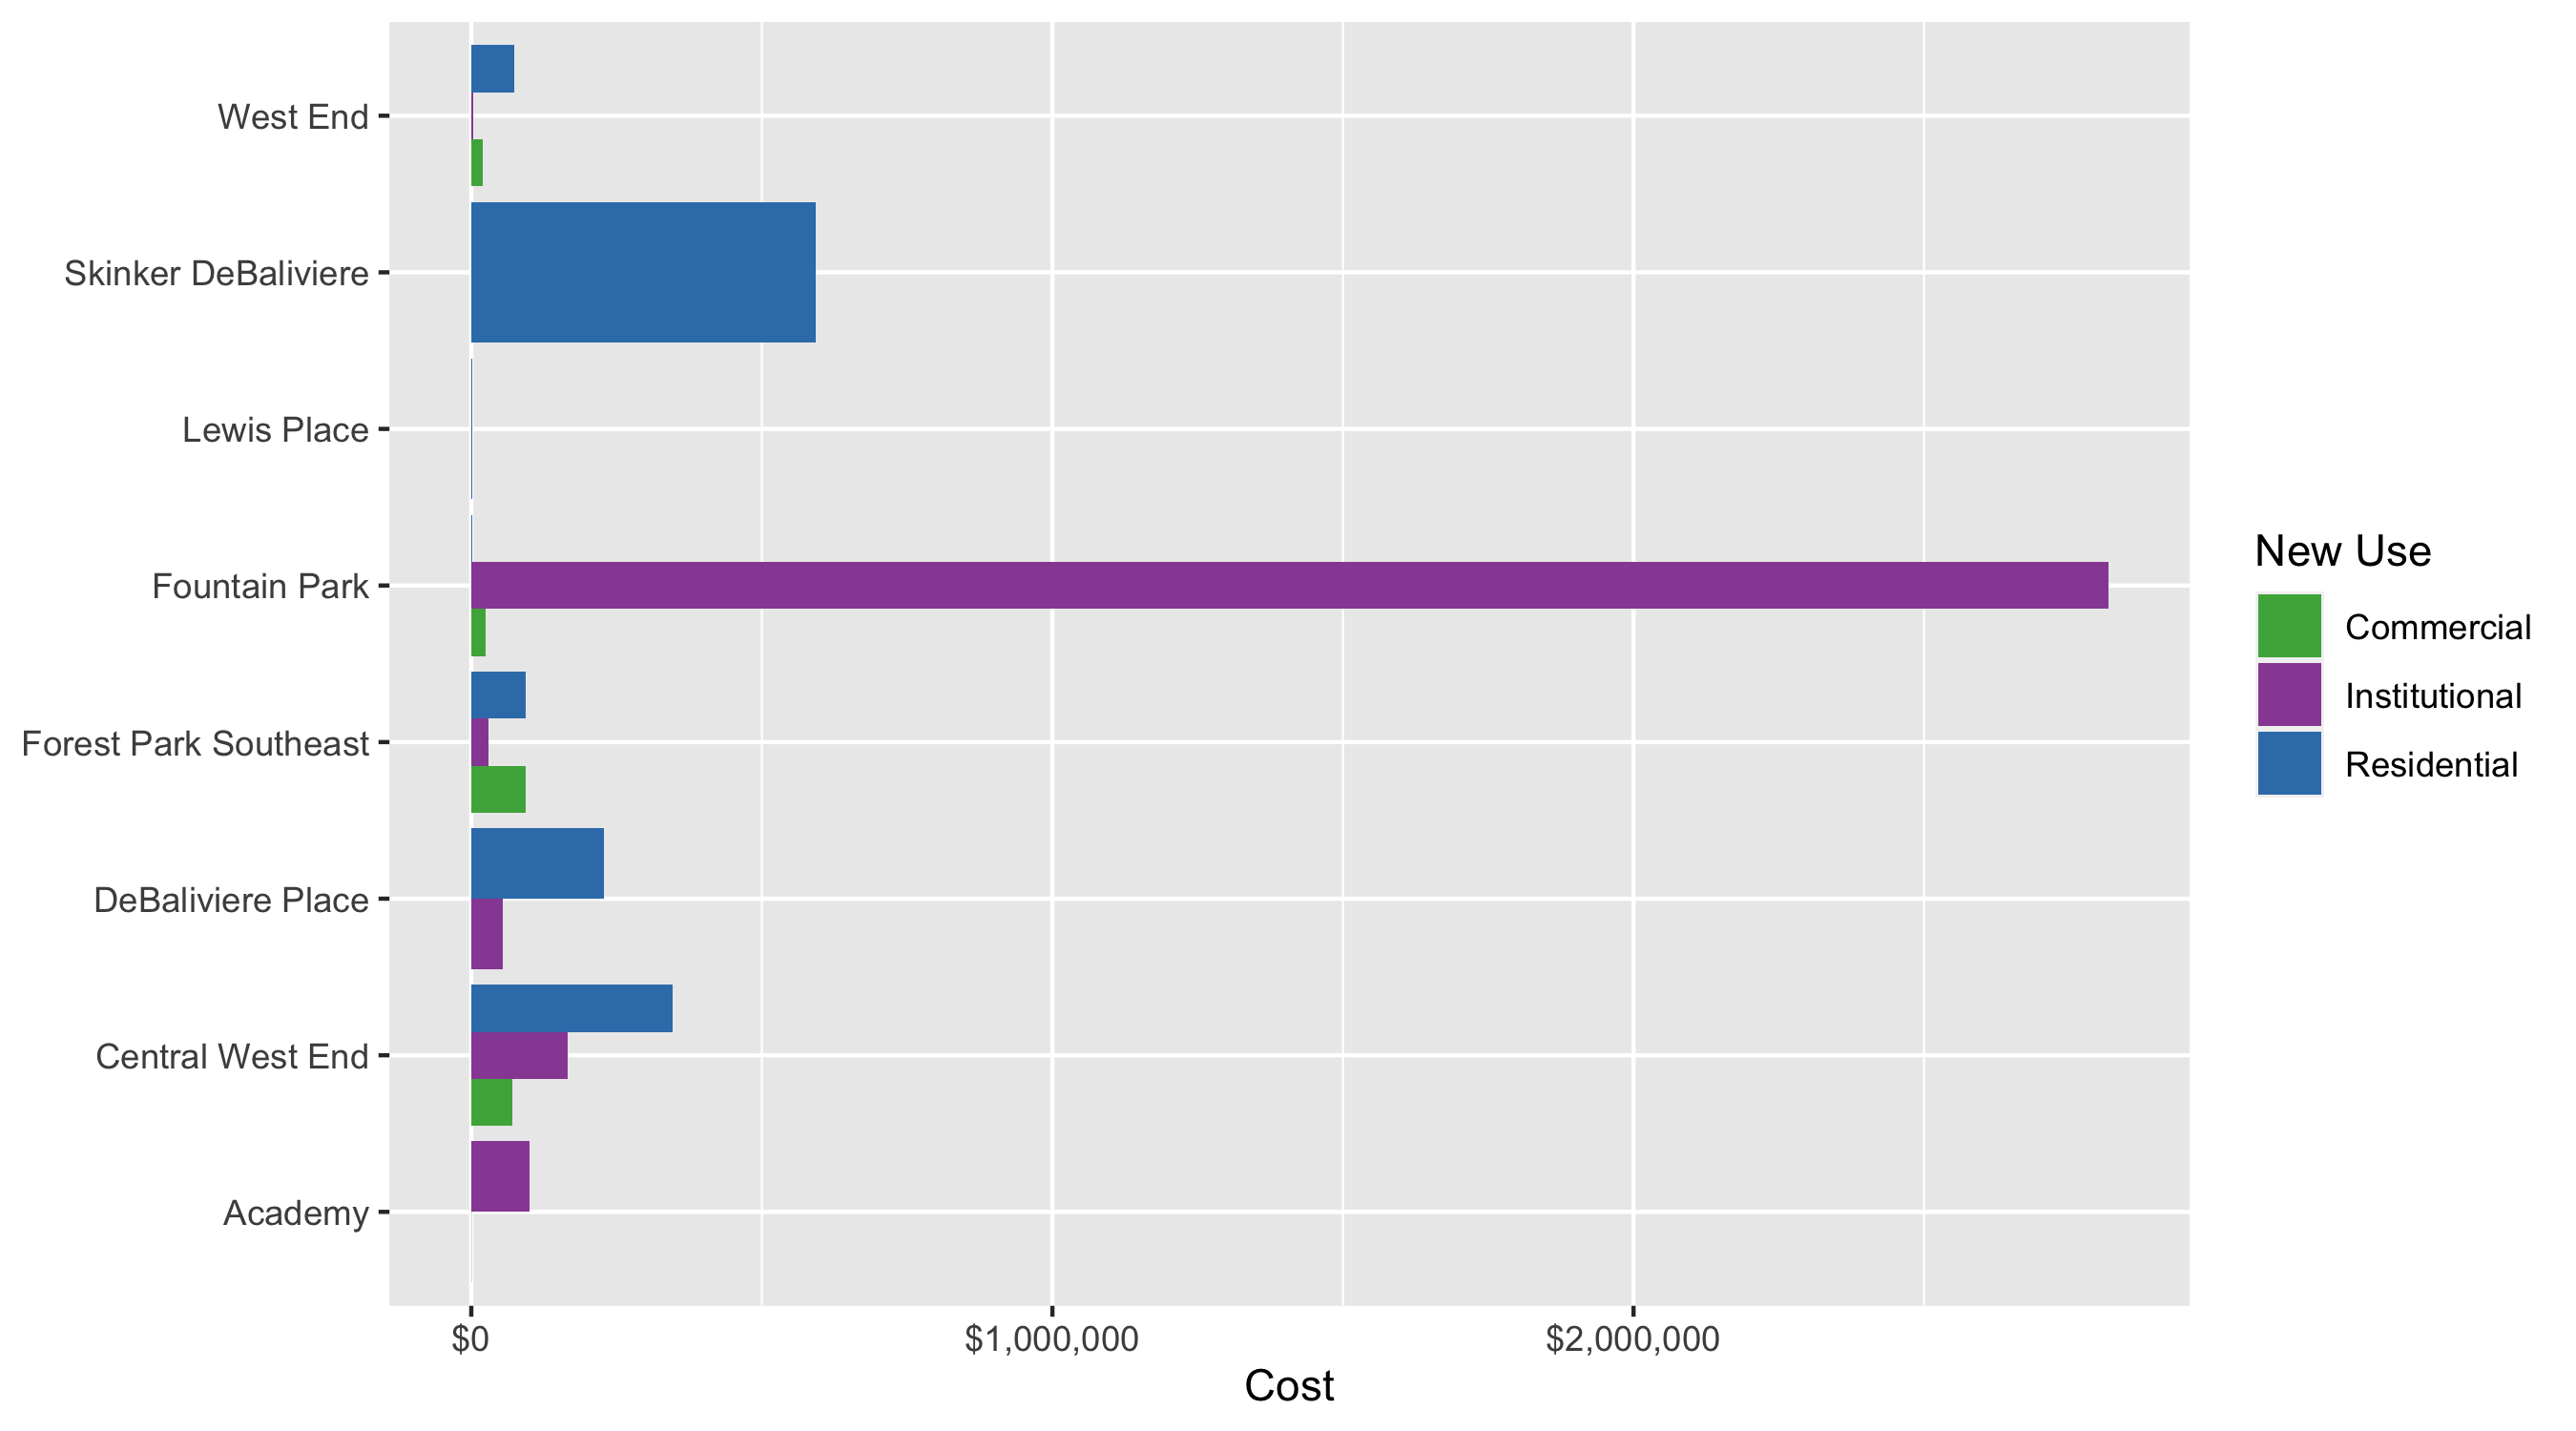 West End
Skinker DeBaliviere
Lewis Place
Fountain Park
Forest Park Southeast
DeBaliviere Place
Central West End
Academy
$0
$1,000,000
$2,000,000
Cost
New Use
Commercial
Institutional
Residential